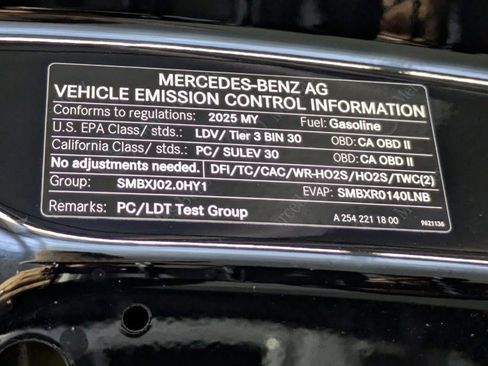 MERCEDES-BENZ AG
VEHICLE EMISSION CONTROL INFORMATION
Conforms to regulations: 2025 MY Fuel: Gasoline
U.S. EPA Class/ stds.: LDV/ Tier 3 BIN 30 OBD: CA OBD II
California Class/ stds.: PC/ SULEV 30 OBD: CA OBD II
No adjustments needed. DFI/TC/CAC/WR-HO2S/HO2S/TWC(2)
Group: SMBXJ02.0HY1 EVAP: SMBXR0140LNB
Remarks: PC/LDT Test Group A 254 221 18 00 9621136